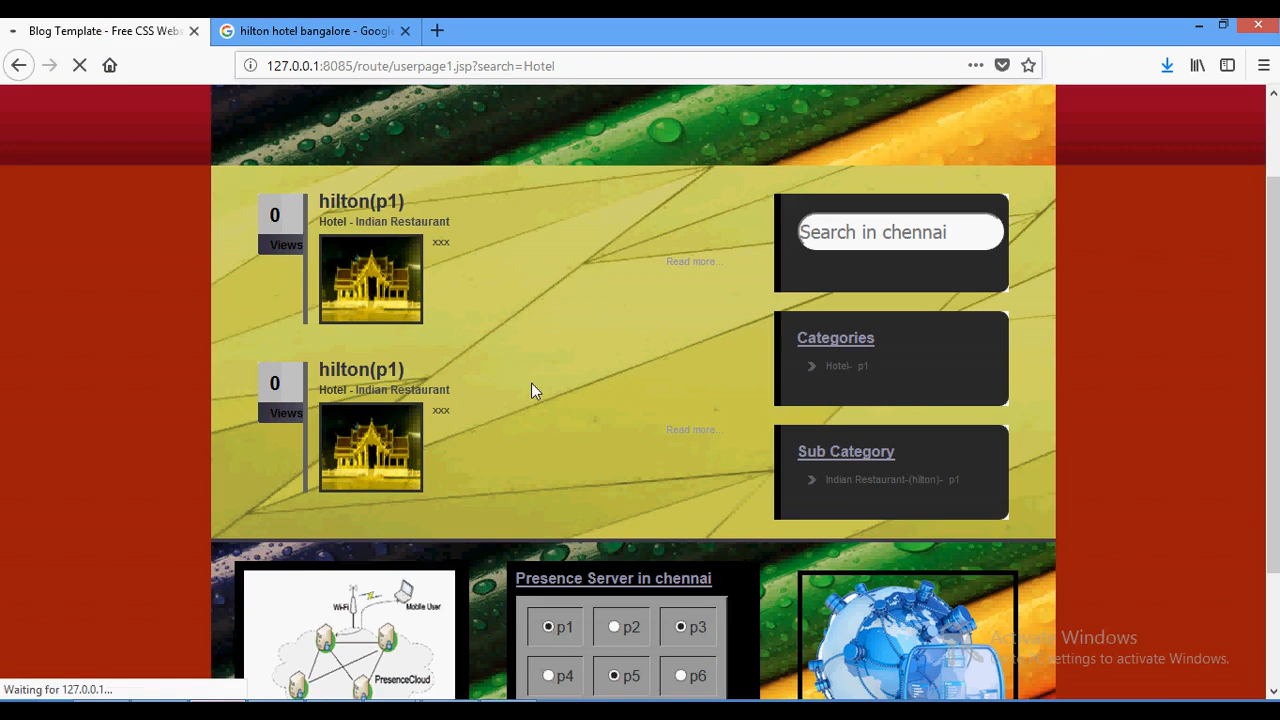 Blog Template - Free CSS Webs
hilton hotel bangalore - Google
127.0.0.1:8085/route/userpage1.jsp?search=Hotel
0
Views
hilton(p1)
Hotel - Indian Restaurant
xxx
Read more...
0
Views
hilton(p1)
Hotel - Indian Restaurant
xxx
Read more...
Search in chennai
Categories
Hotel- p1
Sub Category
Indian Restaurant-(hilton)- p1
Wi-Fi
Mobile User
PresenceCloud
Presence Server in chennai
p1 p2 p3
p4 p5 p6
Activate Windows
to settings to activate Windows.
Waiting for 127.0.0.1...